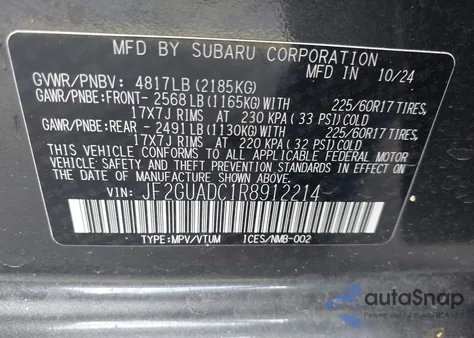 MFD BY SUBARU CORPORATION
GVWR/PNBV: 4817LB (2185KG) 10/24
GAWR/PNBE: FRONT- 2568 LB (1165KG) WITH 225/60R17 TIRES,
17X7J RIMS AT 230 KPA (33 PSI) COLD
GAWR/PNBE: REAR - 2491 LB (1130KG) WITH 225/60R17 TIRES,
17X7J RIMS AT 220 KPA (32 PSI) COLD
THIS VEHICLE CONFORMS TO ALL APPLICABLE FEDERAL MOTOR
VEHICLE SAFETY AND BUMPER STANDARDS IN EFFECT ON THE
DATE OF MANUFACTURE SHOWN ABOVE.
VIN: JF2GUADC1R8912214
TYPE:MPV/VTUM ICES/NMB-002
autoSnap